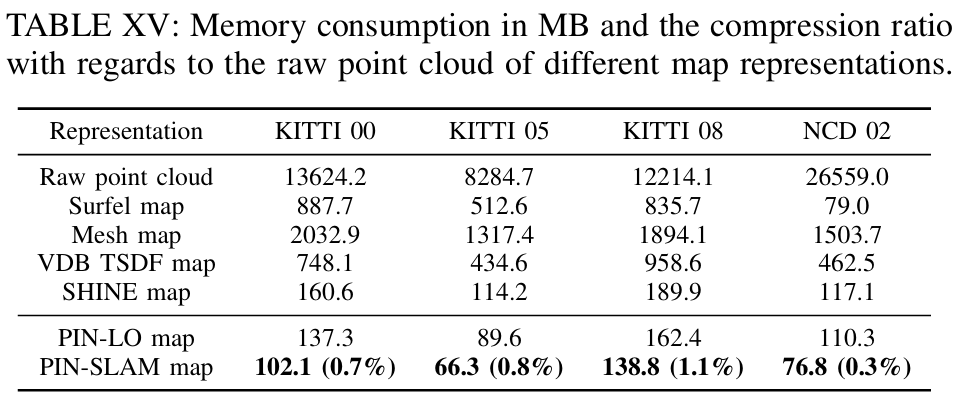 TABLE XV: Memory consumption in MB and the compression ratio
with regards to the raw point cloud of different map representations.
Representation KITTI 00 KITTI 05 KITTI 08 NCD 02
Raw point cloud 13624.2 8284.7 12214.1 26559.0
Surfel map 887.7 512.6 835.7 79.0
Mesh map 2032.9 1317.4 1894.1 1503.7
VDB TSDF map 748.1 434.6 958.6 462.5
SHINE map 160.6 114.2 189.9 117.1
PIN-LO map 137.3 89.6 162.4 110.3
PIN-SLAM map 102.1 (0.7%) 66.3 (0.8%) 138.8 (1.1%) 76.8 (0.3%)